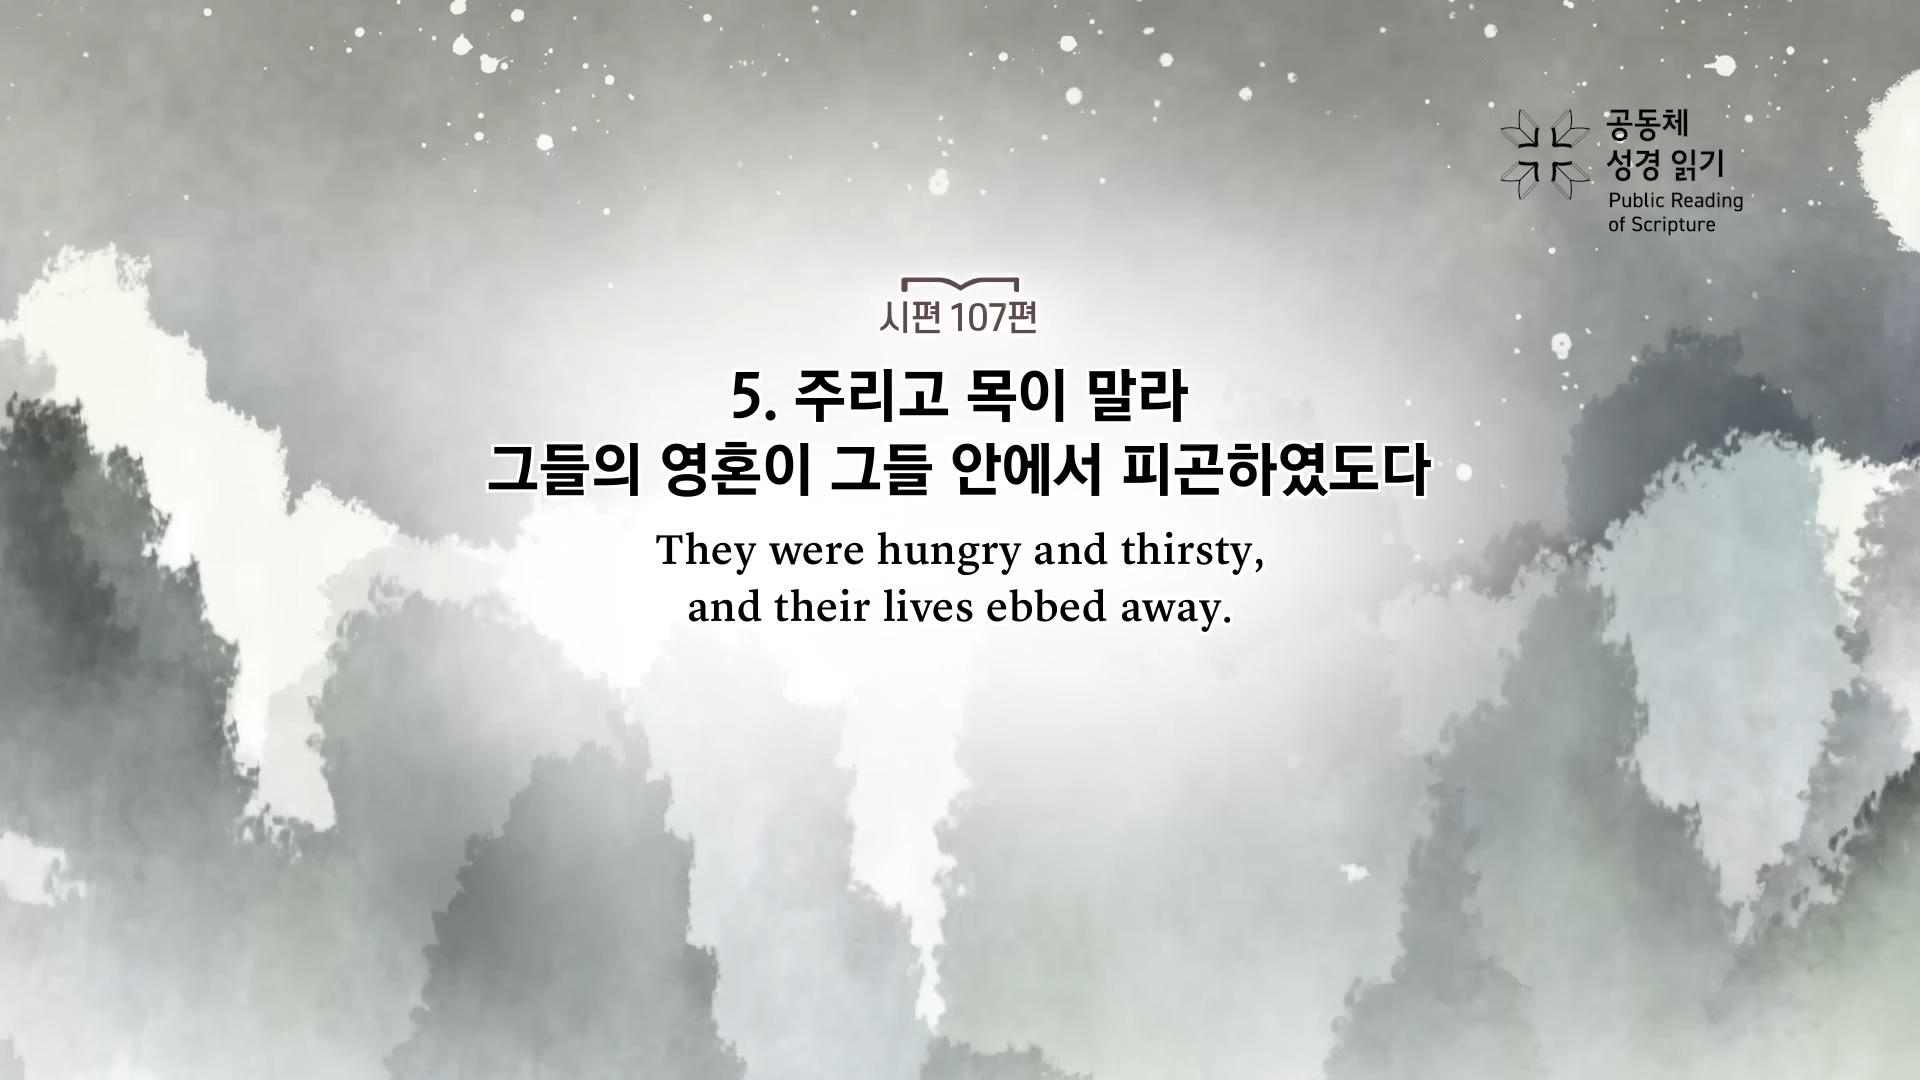 공동체
성경 읽기
Public Reading
of Scripture
시편 107편
5. 주리고 목이 말라
그들의 영혼이 그들 안에서 피곤하였도다
They were hungry and thirsty,
and their lives ebbed away.